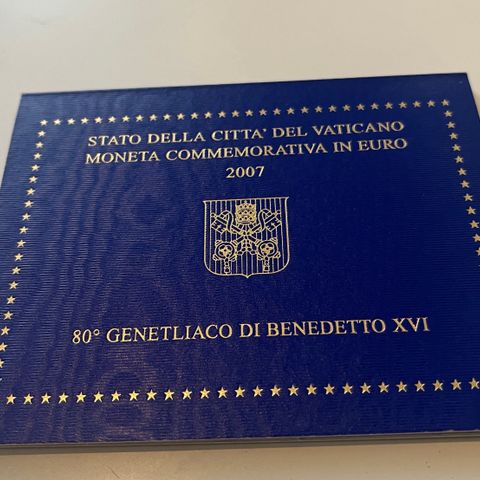 STATO DELLA CITTA' DEL VATICANO
MONETA COMMEMORATIVA IN EURO
2007
80° GENETLIACO DI BENEDETTO XVI